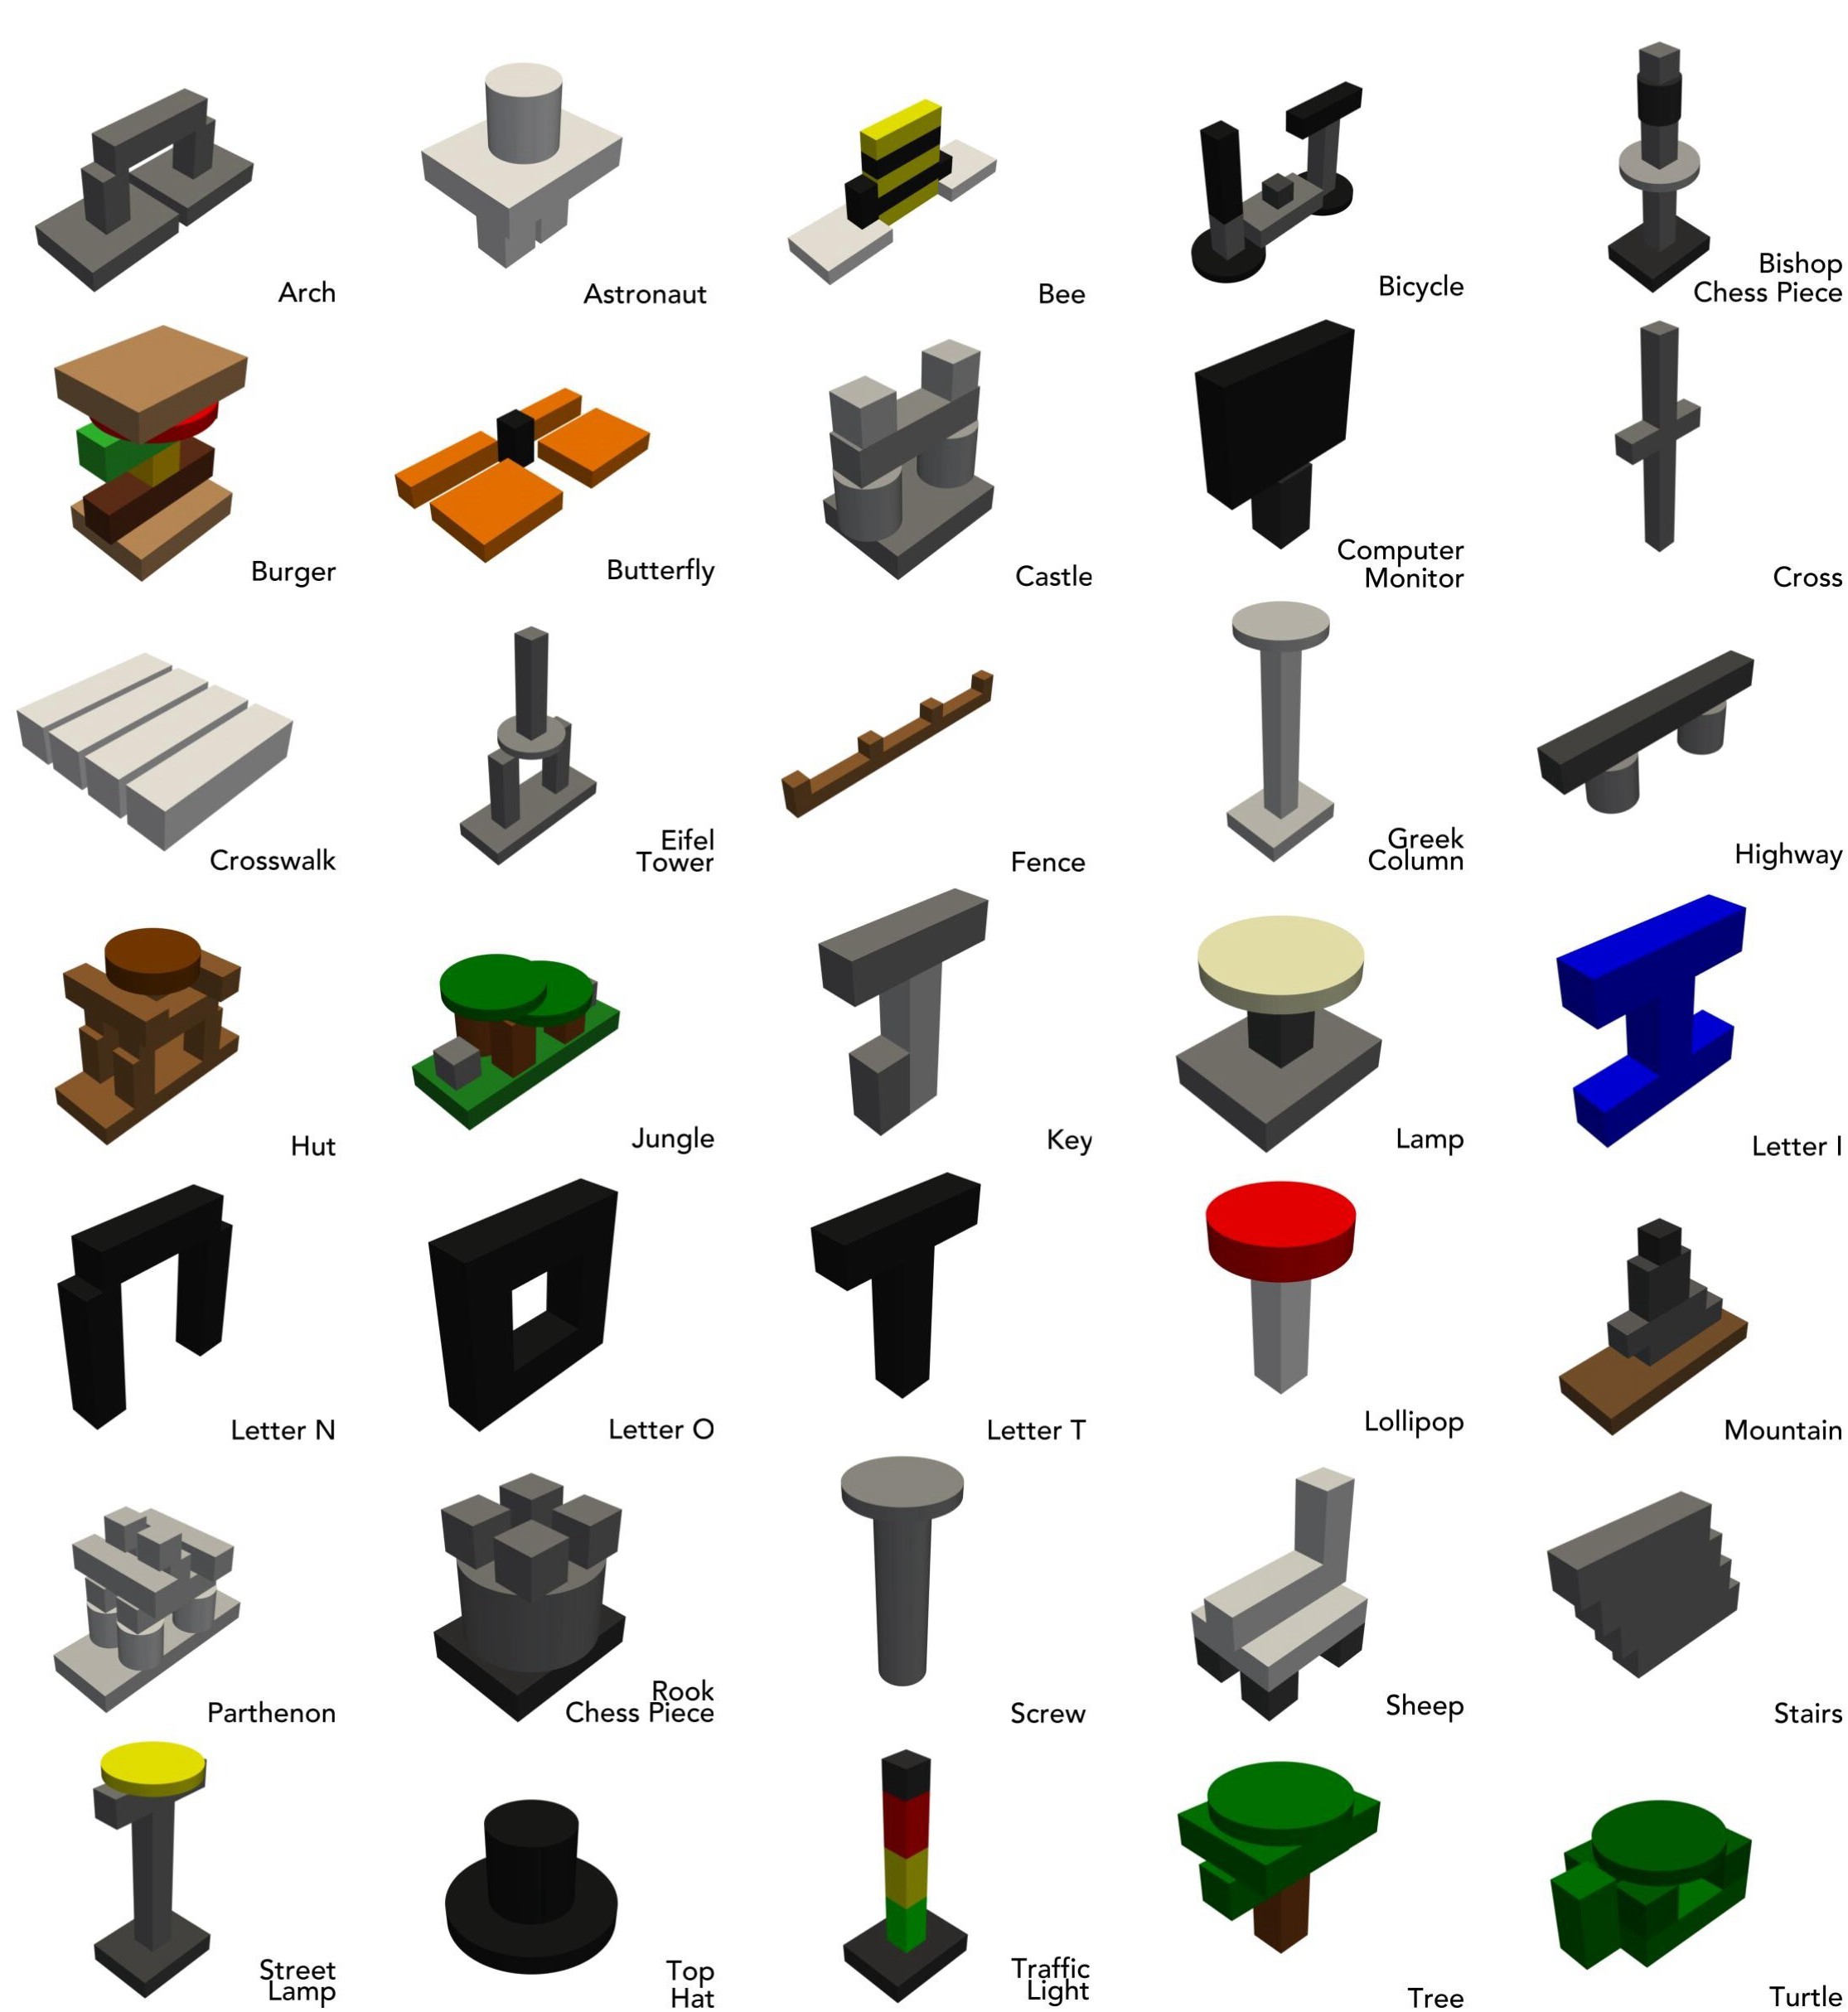 Arch
Astronaut
Bee
Bicycle
Bishop
Chess Piece
Burger
Butterfly
Castle
Computer
Monitor
Cross
Crosswalk
Eifel
Tower
Fence
Greek
Column
Highway
Hut
Jungle
Key
Lamp
Letter I
Letter N
Letter O
Letter T
Lollipop
Mountain
Parthenon
Rook
Chess Piece
Screw
Sheep
Stairs
Street
Lamp
Top
Hat
Traffic
Light
Tree
Turtle